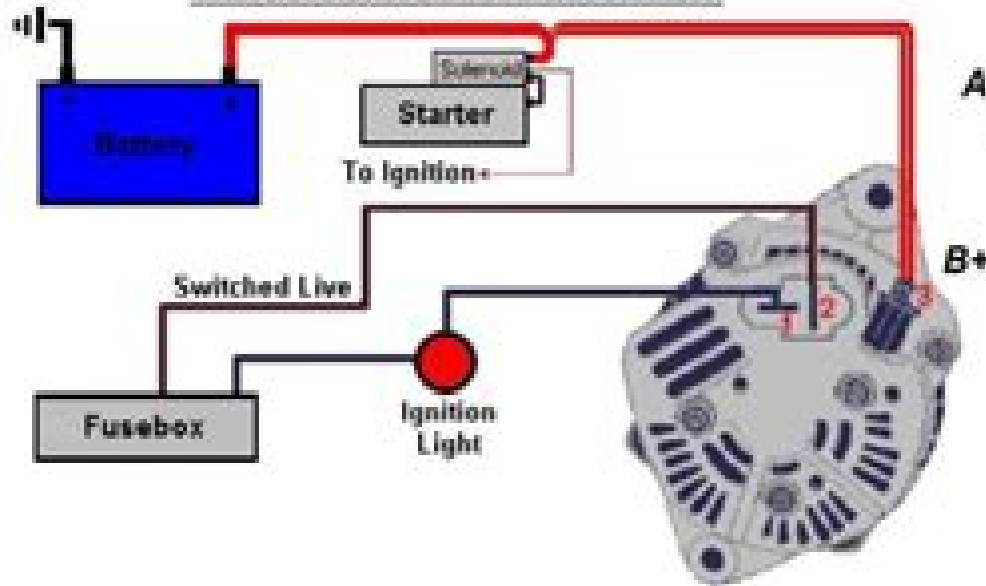 Solenoid
A
Battery
Starter
To Ignition
B+
Switched Live
3
2
1
Fusebox
Ignition
Light